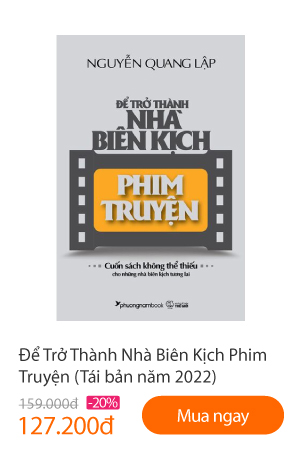 NGUYỄN QUANG LẬP
ĐỂ TRỞ THÀNH
NHÀ
BIÊN KỊCH
PHIM
TRUYỆN
Cuốn sách không thể thiếu
cho những nhà biên kịch tương lai
phuongnambook
THẾ GIỚI
Để Trở Thành Nhà Biên Kịch Phim
Truyện (Tái bản năm 2022)
159.000đ -20%
127.200đ
Mua ngay